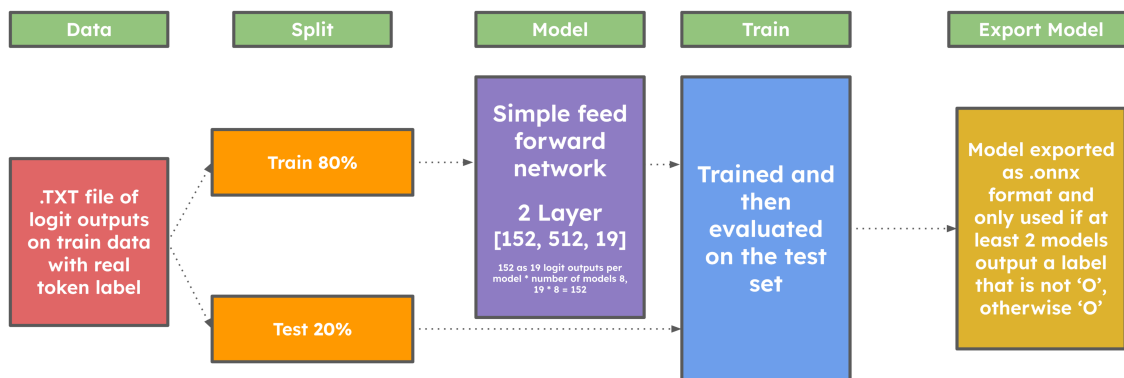 Data
Split
Model
Train
Export Model
.TXT file of
logit outputs
on train data
with real
token label
Train 80%
Test 20%
Simple feed
forward
network
2 Layer
[152, 512, 19]
152 as 19 logit outputs per
model * number of models 8,
19 * 8 = 152
Trained and
then
evaluated
on the test
set
Model exported
as .onnx
format and
only used if at
least 2 models
output a label
that is not ‘O’,
otherwise ‘O’